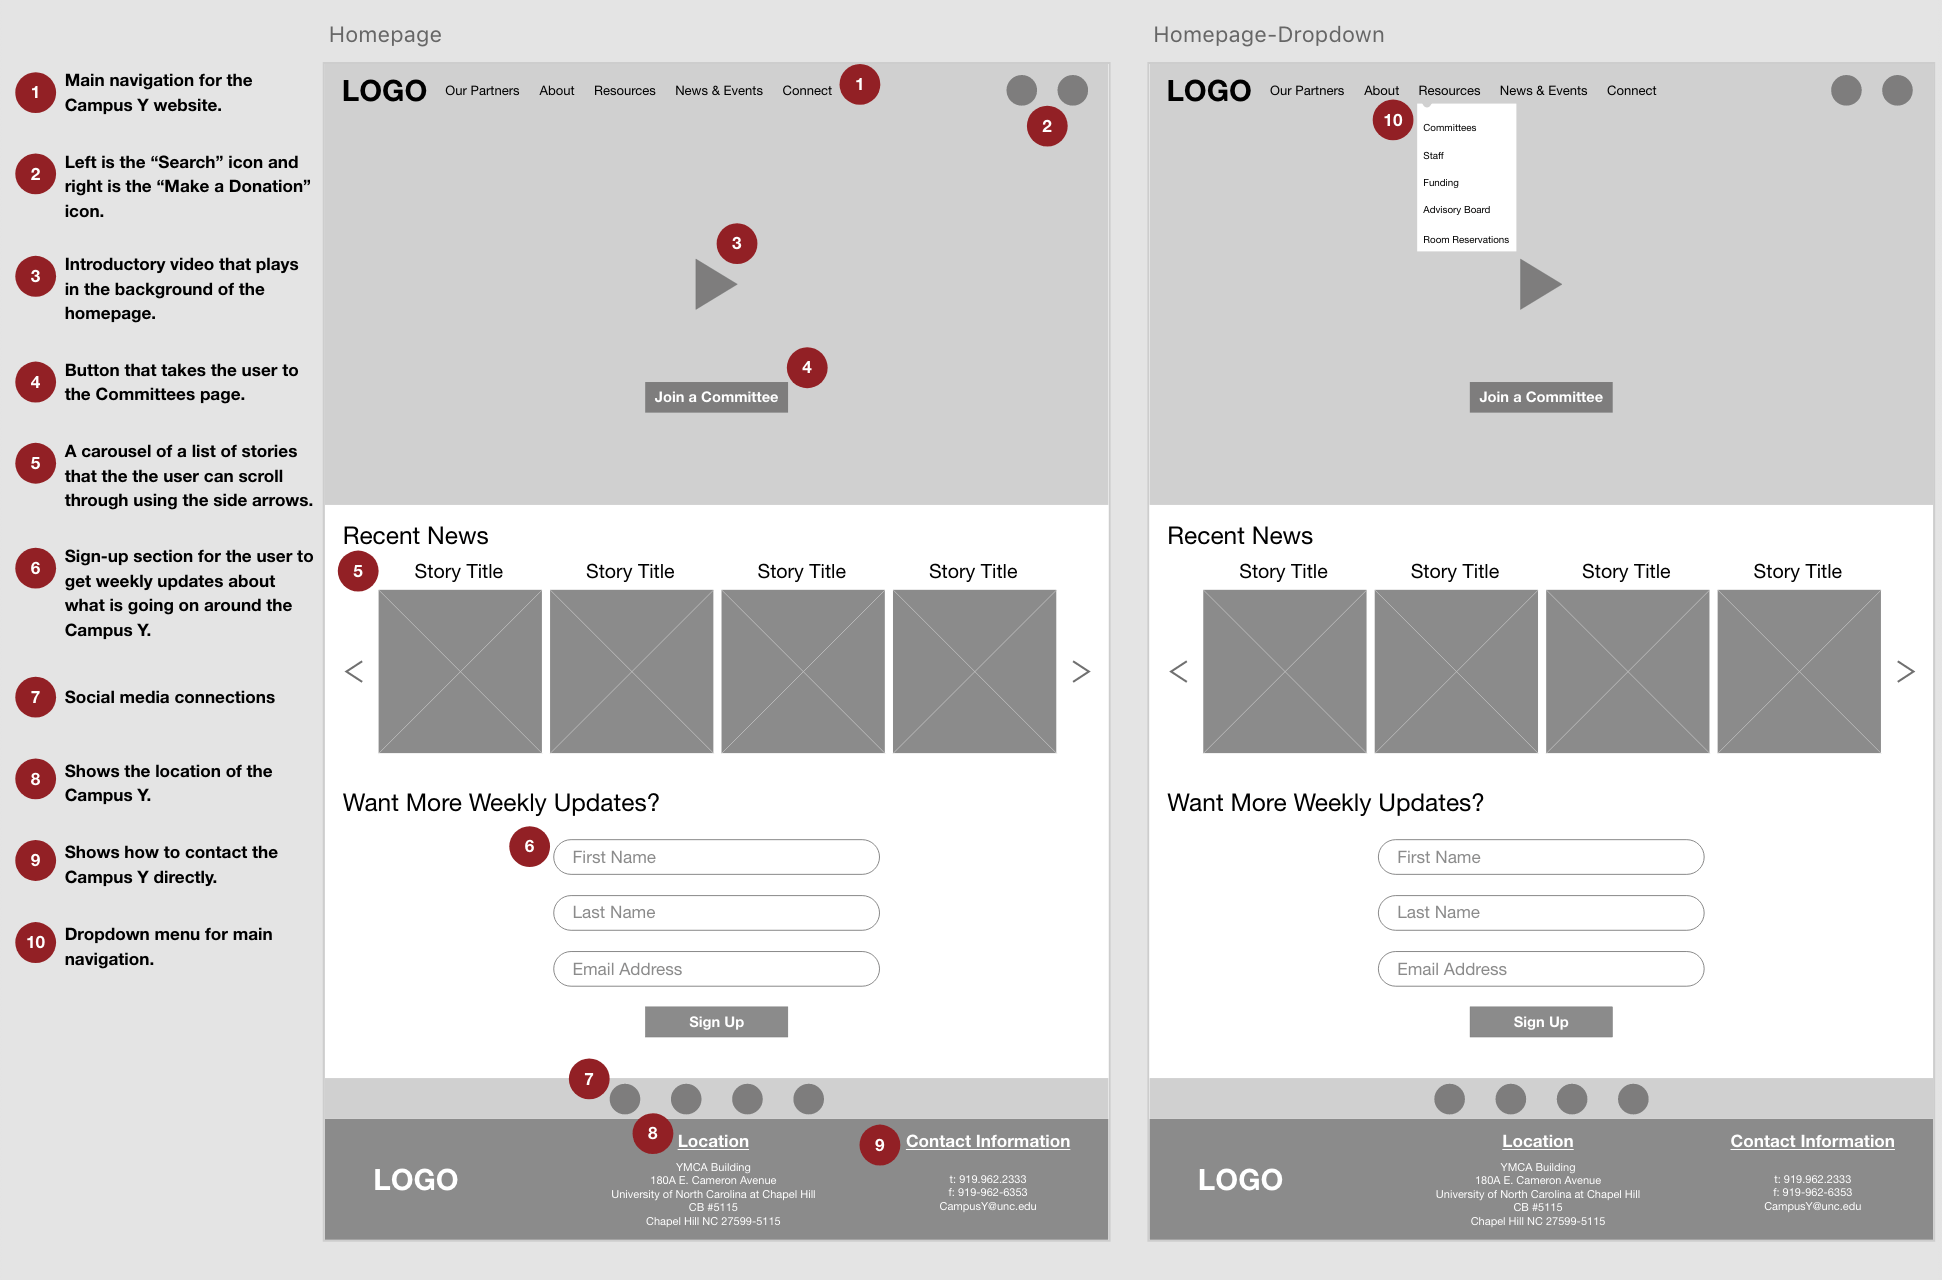 Homepage
Homepage-Dropdown
1
Main navigation for the
Campus Y website.
2
Left is the “Search” icon and
right is the “Make a Donation”
icon.
3
Introductory video that plays
in the background of the
homepage.
4
Button that takes the user to
the Committees page.
5
A carousel of a list of stories
that the the user can scroll
through using the side arrows.
6
Sign-up section for the user to
get weekly updates about
what is going on around the
Campus Y.
7
Social media connections
8
Shows the location of the
Campus Y.
9
Shows how to contact the
Campus Y directly.
10
Dropdown menu for main
navigation.
LOGO Our Partners About Resources News & Events Connect 1
2
3
4
Join a Committee
Recent News
5
Story Title Story Title Story Title Story Title
Want More Weekly Updates?
6
First Name
Last Name
Email Address
Sign Up
7
8
Location
YMCA Building
180A E. Cameron Avenue
University of North Carolina at Chapel Hill
CB #5115
Chapel Hill NC 27599-5115
9
Contact Information
t: 919.962.2333
f: 919-962-6353
CampusY@unc.edu
LOGO
LOGO Our Partners About Resources News & Events Connect
10
Committees
Staff
Funding
Advisory Board
Room Reservations
Join a Committee
Recent News
Story Title Story Title Story Title Story Title
Want More Weekly Updates?
First Name
Last Name
Email Address
Sign Up
Location
YMCA Building
180A E. Cameron Avenue
University of North Carolina at Chapel Hill
CB #5115
Chapel Hill NC 27599-5115
Contact Information
t: 919.962.2333
f: 919-962-6353
CampusY@unc.edu
LOGO